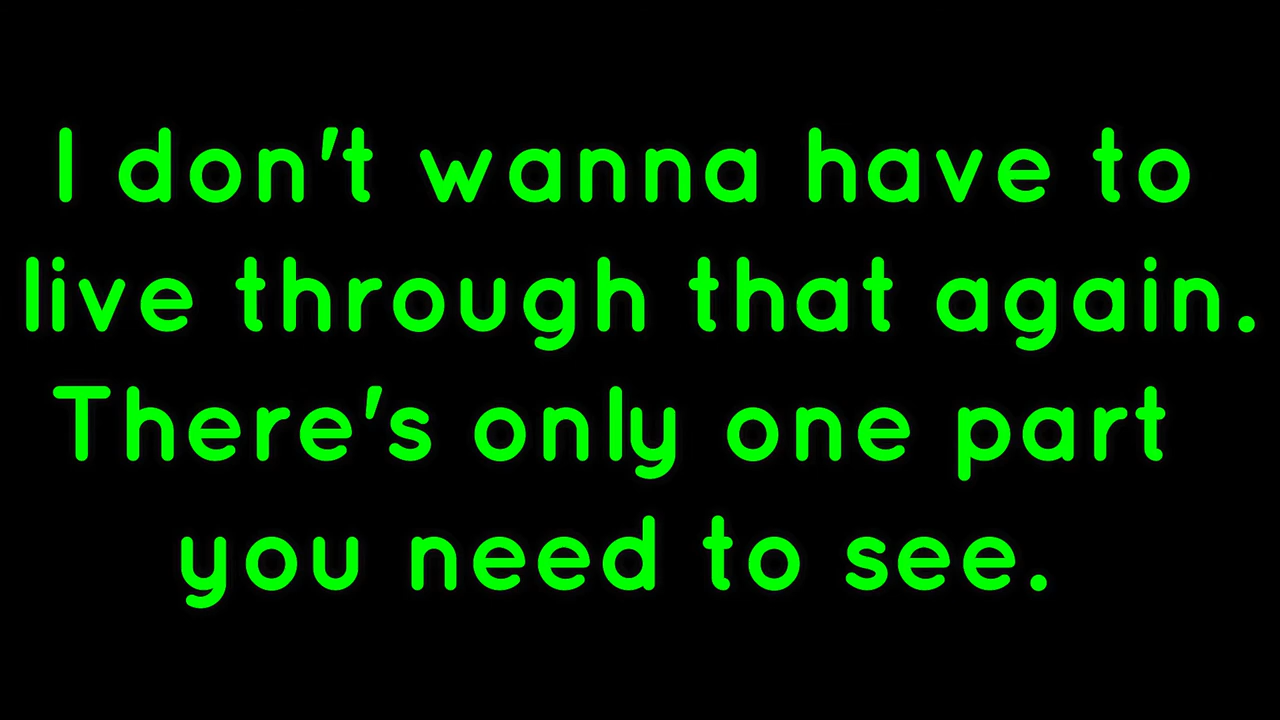 I don't wanna have to
live through that again.
There's only one part
you need to see.